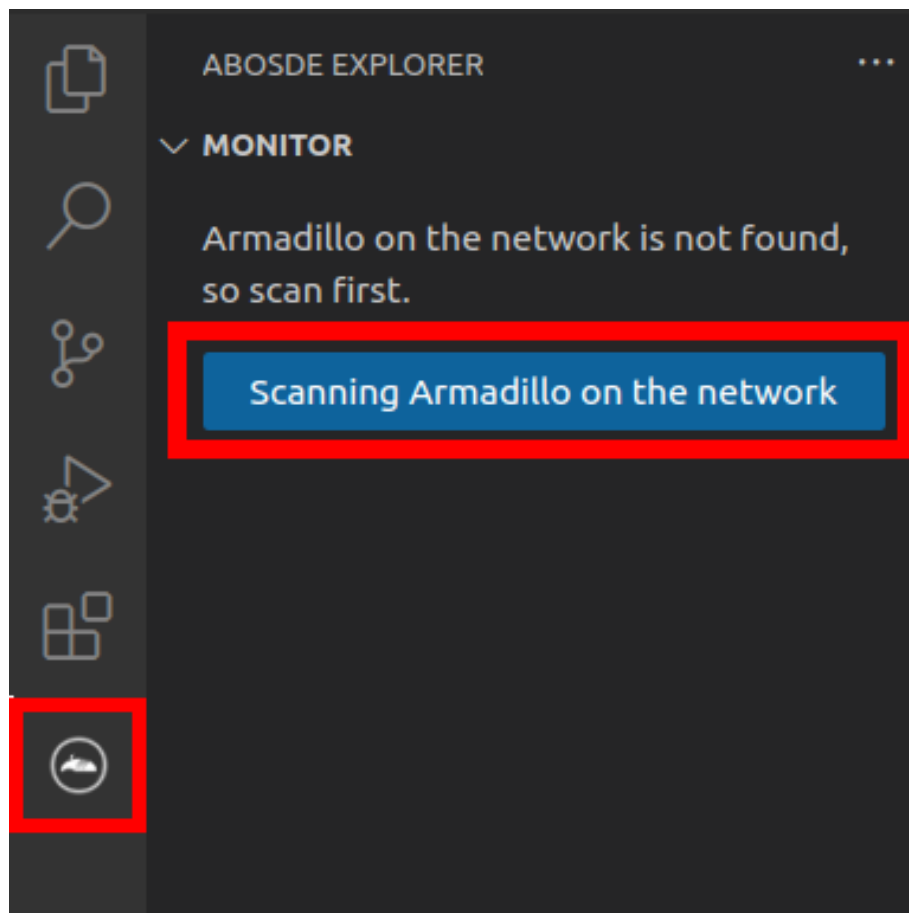 ABOSDE EXPLORER
MONITOR
Armadillo on the network is not found,
so scan first.
Scanning Armadillo on the network